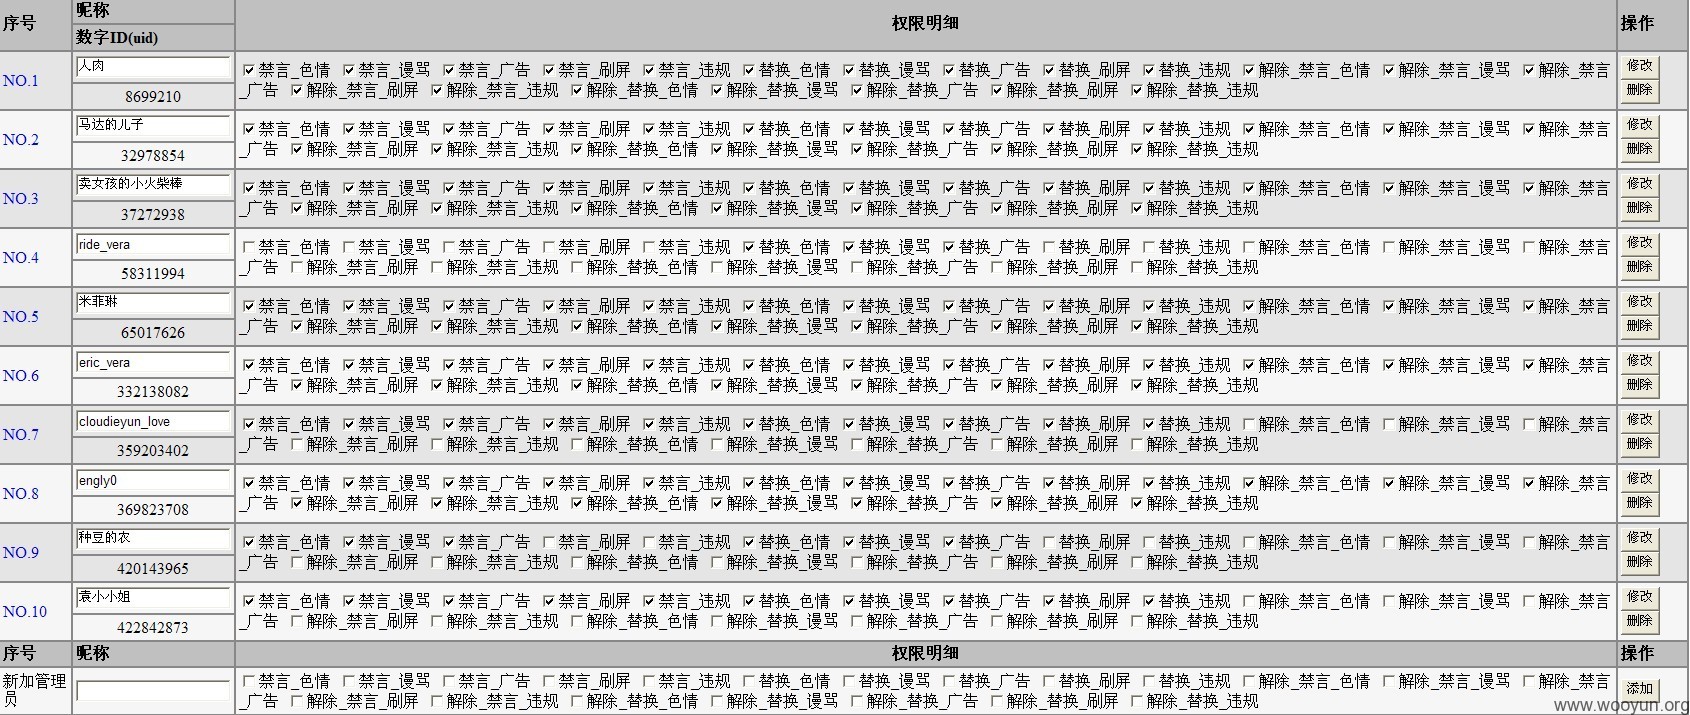 序号 昵称 权限明细 操作
数字ID(uid)
NO.1 人肉 禁言_色情 禁言_谩骂 禁言_广告 禁言_刷屏 禁言_违规 替换_色情 替换_谩骂 替换_广告 替换_刷屏 替换_违规 解除_禁言_色情 解除_禁言_谩骂 解除_禁言 修改
8699210 _广告 解除_禁言_刷屏 解除_禁言_违规 解除_替换_色情 解除_替换_谩骂 解除_替换_广告 解除_替换_刷屏 解除_替换_违规 删除
NO.2 马达的儿子 禁言_色情 禁言_谩骂 禁言_广告 禁言_刷屏 禁言_违规 替换_色情 替换_谩骂 替换_广告 替换_刷屏 替换_违规 解除_禁言_色情 解除_禁言_谩骂 解除_禁言 修改
32978854 _广告 解除_禁言_刷屏 解除_禁言_违规 解除_替换_色情 解除_替换_谩骂 解除_替换_广告 解除_替换_刷屏 解除_替换_违规 删除
NO.3 卖女孩的小火柴棒 禁言_色情 禁言_谩骂 禁言_广告 禁言_刷屏 禁言_违规 替换_色情 替换_谩骂 替换_广告 替换_刷屏 替换_违规 解除_禁言_色情 解除_禁言_谩骂 解除_禁言 修改
37272938 _广告 解除_禁言_刷屏 解除_禁言_违规 解除_替换_色情 解除_替换_谩骂 解除_替换_广告 解除_替换_刷屏 解除_替换_违规 删除
NO.4 ride_vera 禁言_色情 禁言_谩骂 禁言_广告 禁言_刷屏 禁言_违规 替换_色情 替换_谩骂 替换_广告 替换_刷屏 替换_违规 解除_禁言_色情 解除_禁言_谩骂 解除_禁言 修改
58311994 _广告 解除_禁言_刷屏 解除_禁言_违规 解除_替换_色情 解除_替换_谩骂 解除_替换_广告 解除_替换_刷屏 解除_替换_违规 删除
NO.5 米菲琳 禁言_色情 禁言_谩骂 禁言_广告 禁言_刷屏 禁言_违规 替换_色情 替换_谩骂 替换_广告 替换_刷屏 替换_违规 解除_禁言_色情 解除_禁言_谩骂 解除_禁言 修改
65017626 _广告 解除_禁言_刷屏 解除_禁言_违规 解除_替换_色情 解除_替换_谩骂 解除_替换_广告 解除_替换_刷屏 解除_替换_违规 删除
NO.6 eric_vera 禁言_色情 禁言_谩骂 禁言_广告 禁言_刷屏 禁言_违规 替换_色情 替换_谩骂 替换_广告 替换_刷屏 替换_违规 解除_禁言_色情 解除_禁言_谩骂 解除_禁言 修改
332138082 _广告 解除_禁言_刷屏 解除_禁言_违规 解除_替换_色情 解除_替换_谩骂 解除_替换_广告 解除_替换_刷屏 解除_替换_违规 删除
NO.7 cloudieyun_love 禁言_色情 禁言_谩骂 禁言_广告 禁言_刷屏 禁言_违规 替换_色情 替换_谩骂 替换_广告 替换_刷屏 替换_违规 解除_禁言_色情 解除_禁言_谩骂 解除_禁言 修改
359203402 _广告 解除_禁言_刷屏 解除_禁言_违规 解除_替换_色情 解除_替换_谩骂 解除_替换_广告 解除_替换_刷屏 解除_替换_违规 删除
NO.8 engly0 禁言_色情 禁言_谩骂 禁言_广告 禁言_刷屏 禁言_违规 替换_色情 替换_谩骂 替换_广告 替换_刷屏 替换_违规 解除_禁言_色情 解除_禁言_谩骂 解除_禁言 修改
369823708 _广告 解除_禁言_刷屏 解除_禁言_违规 解除_替换_色情 解除_替换_谩骂 解除_替换_广告 解除_替换_刷屏 解除_替换_违规 删除
NO.9 种豆的农 禁言_色情 禁言_谩骂 禁言_广告 禁言_刷屏 禁言_违规 替换_色情 替换_谩骂 替换_广告 替换_刷屏 替换_违规 解除_禁言_色情 解除_禁言_谩骂 解除_禁言 修改
420143965 _广告 解除_禁言_刷屏 解除_禁言_违规 解除_替换_色情 解除_替换_谩骂 解除_替换_广告 解除_替换_刷屏 解除_替换_违规 删除
NO.10 袁小小姐 禁言_色情 禁言_谩骂 禁言_广告 禁言_刷屏 禁言_违规 替换_色情 替换_谩骂 替换_广告 替换_刷屏 替换_违规 解除_禁言_色情 解除_禁言_谩骂 解除_禁言 修改
422842873 _广告 解除_禁言_刷屏 解除_禁言_违规 解除_替换_色情 解除_替换_谩骂 解除_替换_广告 解除_替换_刷屏 解除_替换_违规 删除
序号 昵称 权限明细 操作
新加管理 禁言_色情 禁言_谩骂 禁言_广告 禁言_刷屏 禁言_违规 替换_色情 替换_谩骂 替换_广告 替换_刷屏 替换_违规 解除_禁言_色情 解除_禁言_谩骂 解除_禁言 添加
员 _广告 解除_禁言_刷屏 解除_禁言_违规 解除_替换_色情 解除_替换_谩骂 解除_替换_广告 解除_替换_刷屏 解除_替换_违规
www.wooyun.org